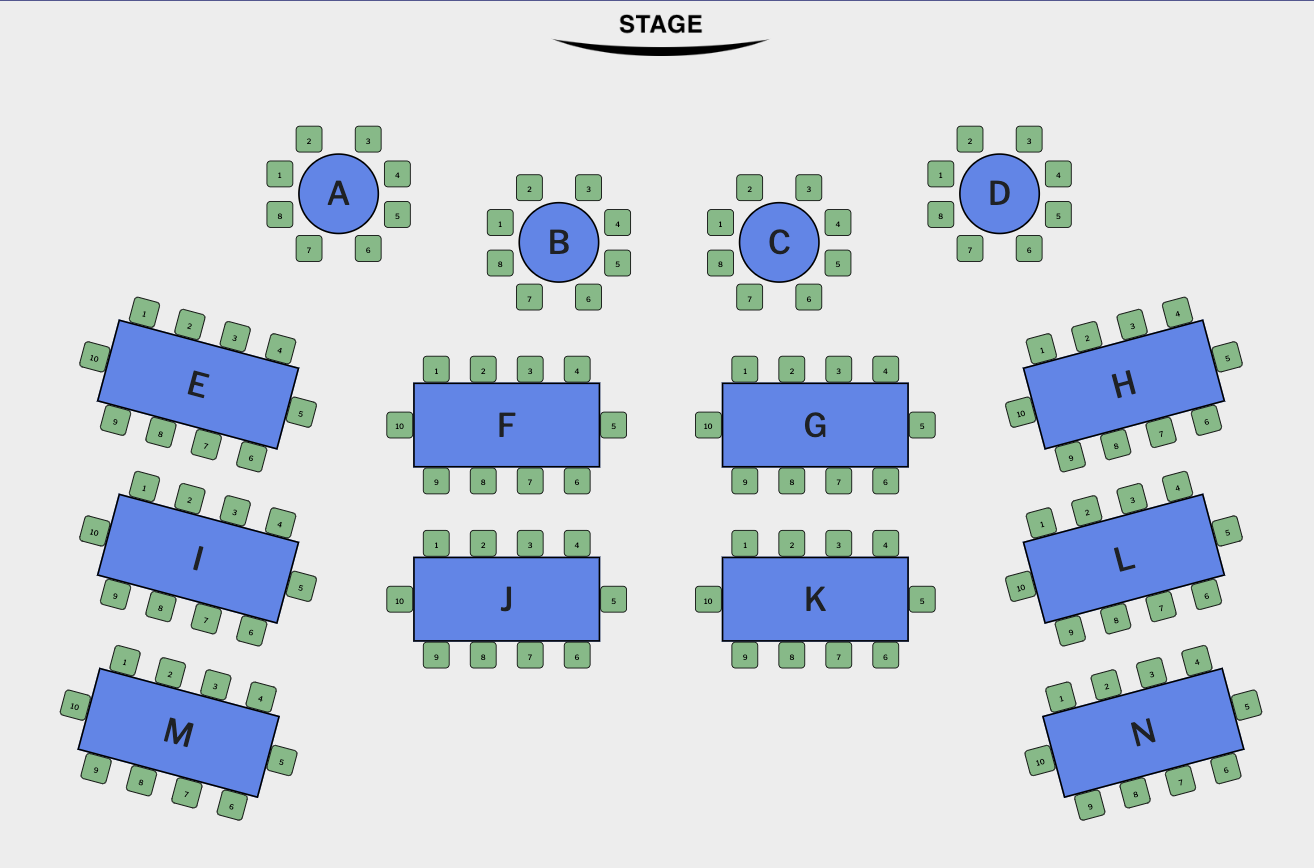 STAGE
2 3
1 A 4
8 5
7 6
2 3
1 B 4
8 5
7 6
2 3
1 C 4
8 5
7 6
2 3
1 D 4
8 5
7 6
1 2 3 4
10 E 5
9 8 7 6
1 2 3 4
10 F 5
9 8 7 6
1 2 3 4
10 G 5
9 8 7 6
1 2 3 4
10 H 5
9 8 7 6
1 2 3 4
10 I 5
9 8 7 6
1 2 3 4
10 J 5
9 8 7 6
1 2 3 4
10 K 5
9 8 7 6
1 2 3 4
10 L 5
9 8 7 6
1 2 3 4
10 M 5
9 8 7 6
1 2 3 4
10 N 5
9 8 7 6